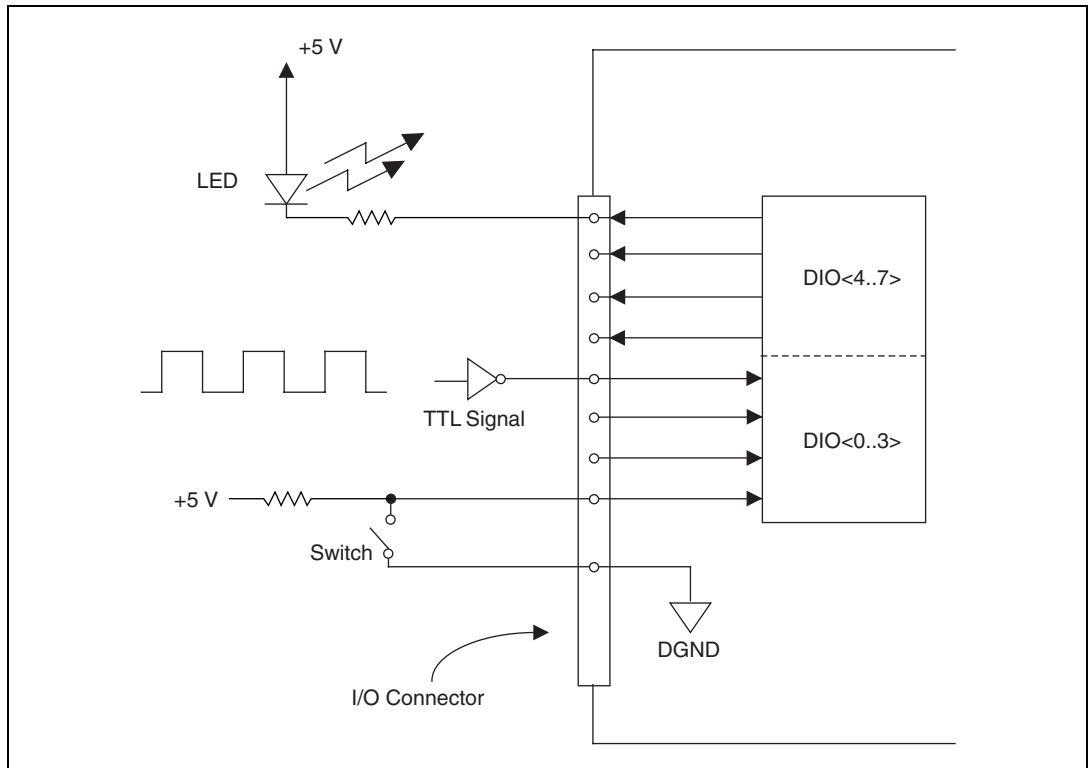 +5 V
LED
DIO<4..7>
TTL Signal
DIO<0..3>
+5 V
Switch
DGND
I/O Connector